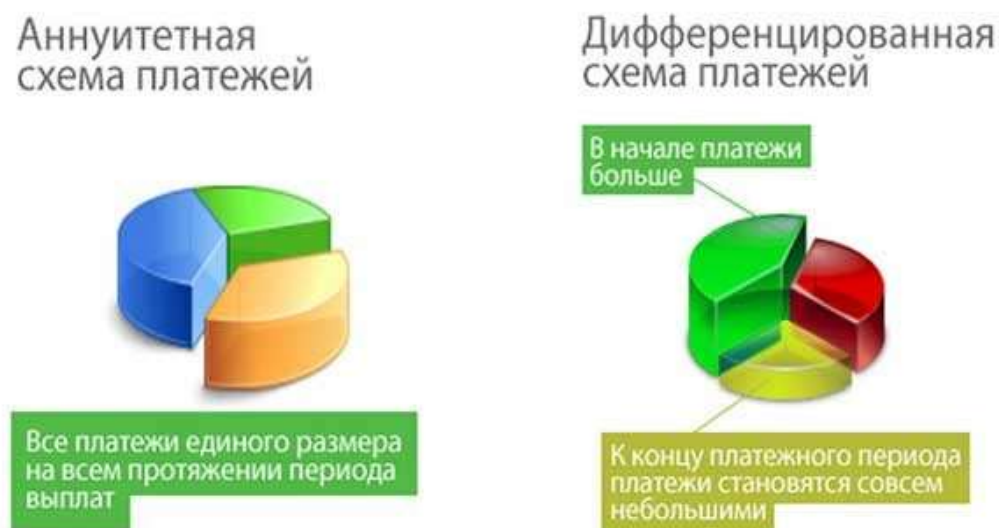 Аннуитетная
схема платежей
Все платежи единого размера
на всем протяжении периода
выплат
Дифференцированная
схема платежей
В начале платежи
больше
К концу платежного периода
платежи становятся совсем
небольшими